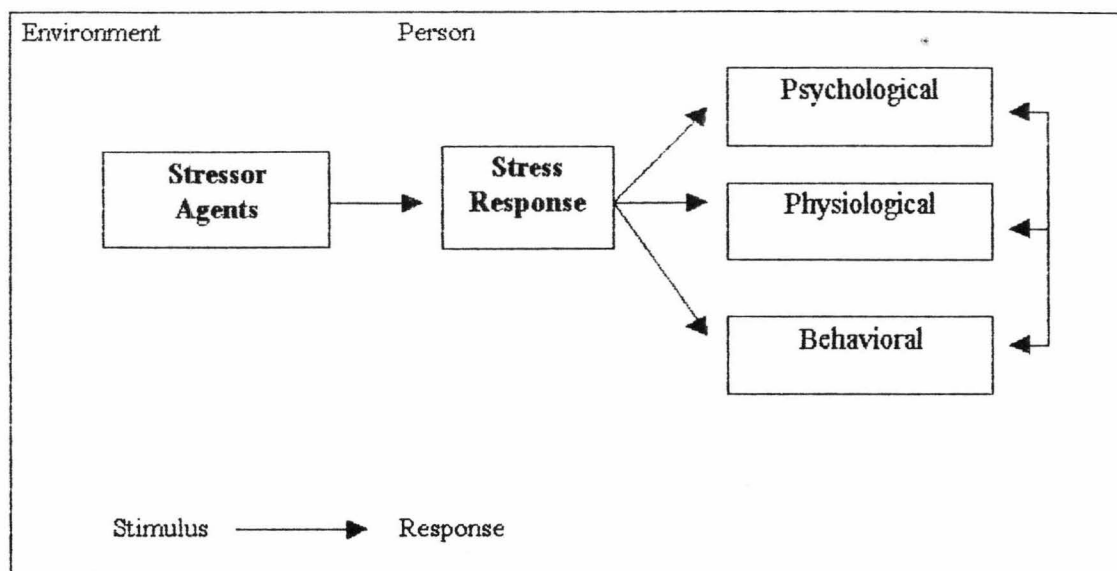 Environment
Person
Stressor
Agents
Stress
Response
Psychological
Physiological
Behavioral
Stimulus
Response